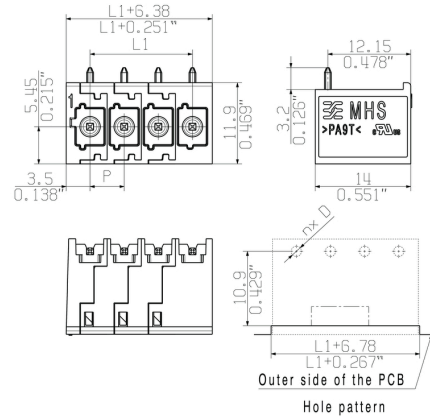 L1+6.38
L1+0.251"
L1
5.45
0.215"
11.9
0.469"
3.5
0.138"
P
12.15
0.478"
3.2
0.126"
MHS
>PA9T<
14
0.551"
n x D
10.9
0.429"
L1+6.78
L1+0.267"
Outer side of the PCB
Hole pattern